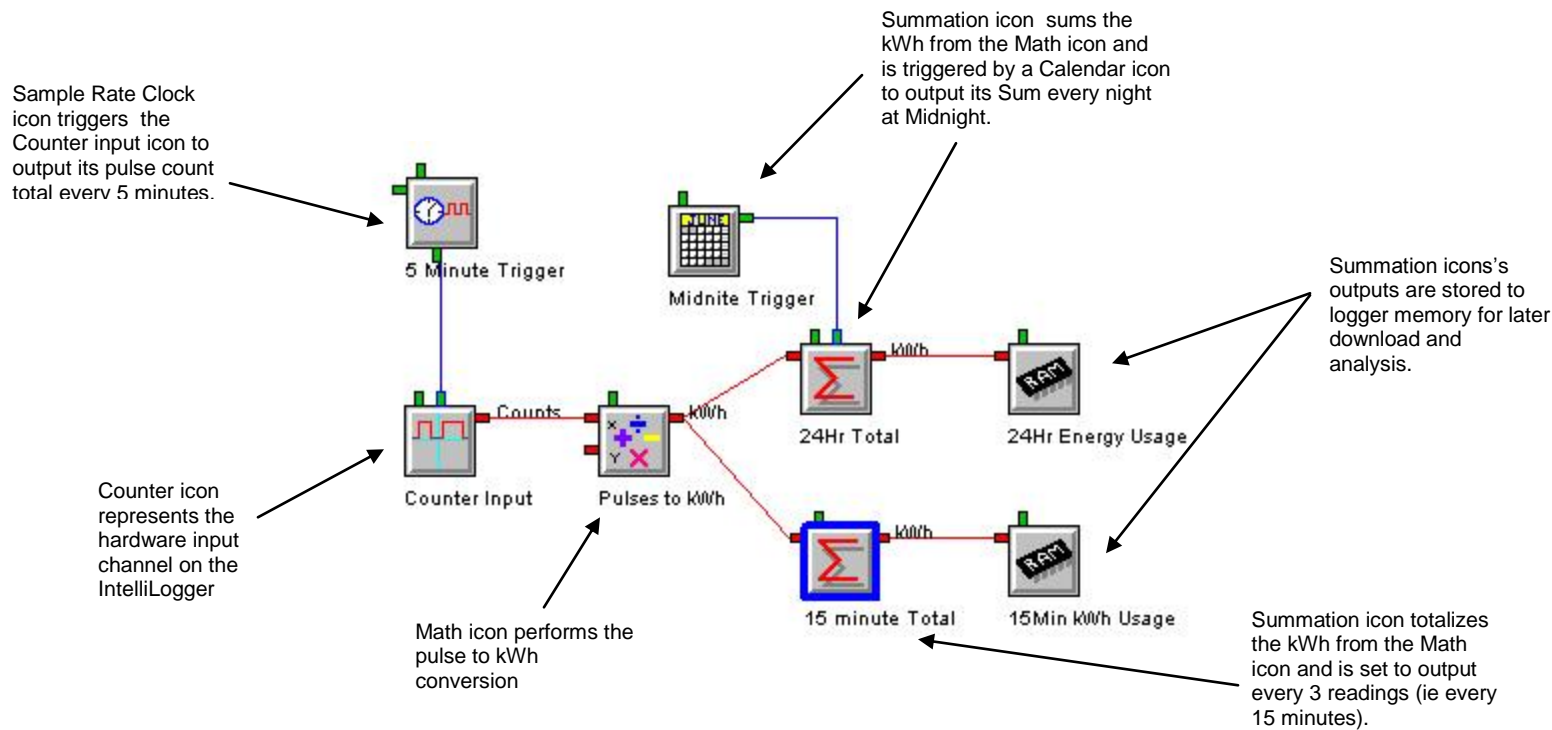 Summation icon sums the
kWh from the Math icon and
is triggered by a Calendar icon
to output its Sum every night
at Midnight.
Sample Rate Clock
icon triggers the
Counter input icon to
output its pulse count
total every 5 minutes.
JUNE
5 Minute Trigger
Midnite Trigger
Summation icons's
outputs are stored to
logger memory for later
download and
analysis.
kWh
RAM
24Hr Total
24Hr Energy Usage
Counts
X
Y
kWh
Counter Input
Pulses to kWh
Counter icon
represents the
hardware input
channel on the
IntelliLogger
kWh
RAM
15 minute Total
15Min kWh Usage
Math icon performs the
pulse to kWh
conversion
Summation icon totalizes
the kWh from the Math
icon and is set to output
every 3 readings (ie every
15 minutes).